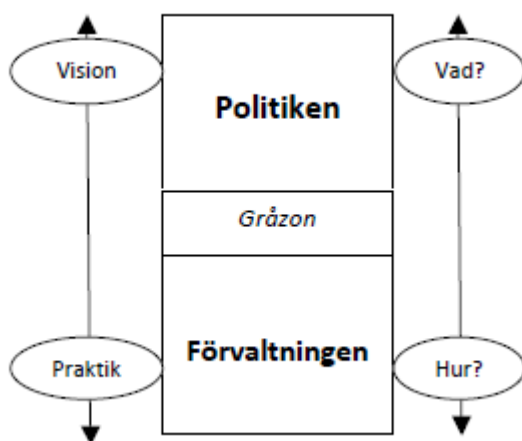 Vision
Vad?
Politiken
Gråzon
Förvaltningen
Praktik
Hur?